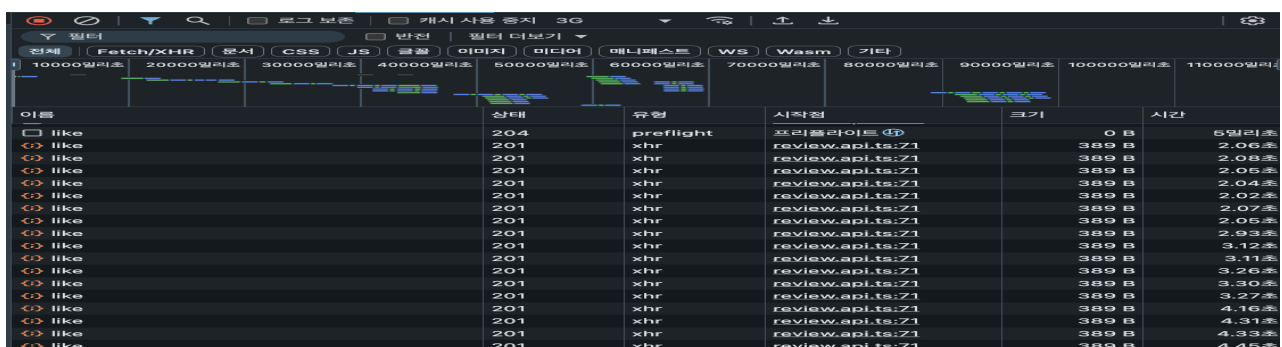 로그 보존 캐시 사용 중지 3G
필터 반전 필터 더보기
전체 Fetch/XHR 문서 CSS JS 글꼴 이미지 미디어 매니페스트 WS Wasm 기타
10000밀리초 20000밀리초 30000밀리초 40000밀리초 50000밀리초 60000밀리초 70000밀리초 80000밀리초 90000밀리초 100000밀리초 110000밀리초
이름 상태 유형 시작점 크기 시간
like 204 preflight 프리플라이트 0 B 5밀리초
like 201 xhr review.api.ts:71 389 B 2.06초
like 201 xhr review.api.ts:71 389 B 2.08초
like 201 xhr review.api.ts:71 389 B 2.05초
like 201 xhr review.api.ts:71 389 B 2.04초
like 201 xhr review.api.ts:71 389 B 2.02초
like 201 xhr review.api.ts:71 389 B 2.07초
like 201 xhr review.api.ts:71 389 B 2.05초
like 201 xhr review.api.ts:71 389 B 2.93초
like 201 xhr review.api.ts:71 389 B 3.12초
like 201 xhr review.api.ts:71 389 B 3.11초
like 201 xhr review.api.ts:71 389 B 3.26초
like 201 xhr review.api.ts:71 389 B 3.30초
like 201 xhr review.api.ts:71 389 B 3.27초
like 201 xhr review.api.ts:71 389 B 4.16초
like 201 xhr review.api.ts:71 389 B 4.31초
like 201 xhr review.api.ts:71 389 B 4.33초
like 201 xhr review.api.ts:71 389 B 4.45초